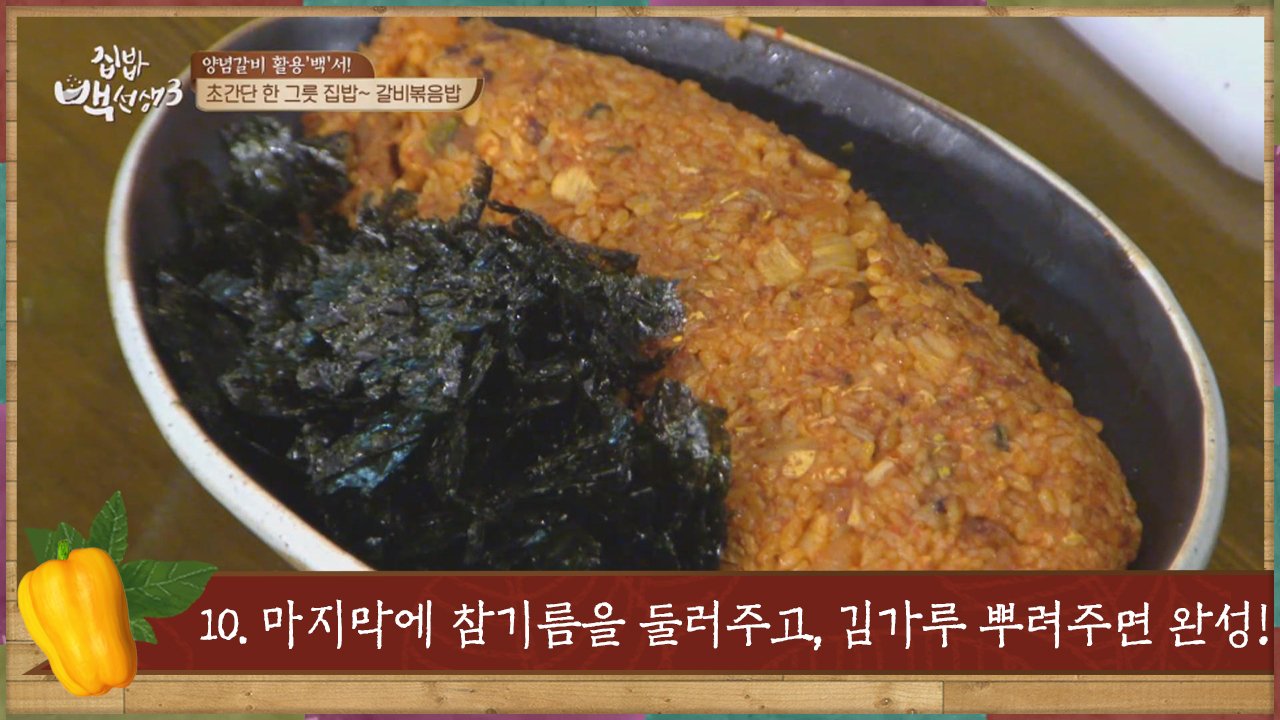 집밥
백선생3
양념갈비 활용'백'서!
초간단 한 그릇 집밥~ 갈비볶음밥
10. 마지막에 참기름을 둘러주고, 김가루 뿌려주면 완성!